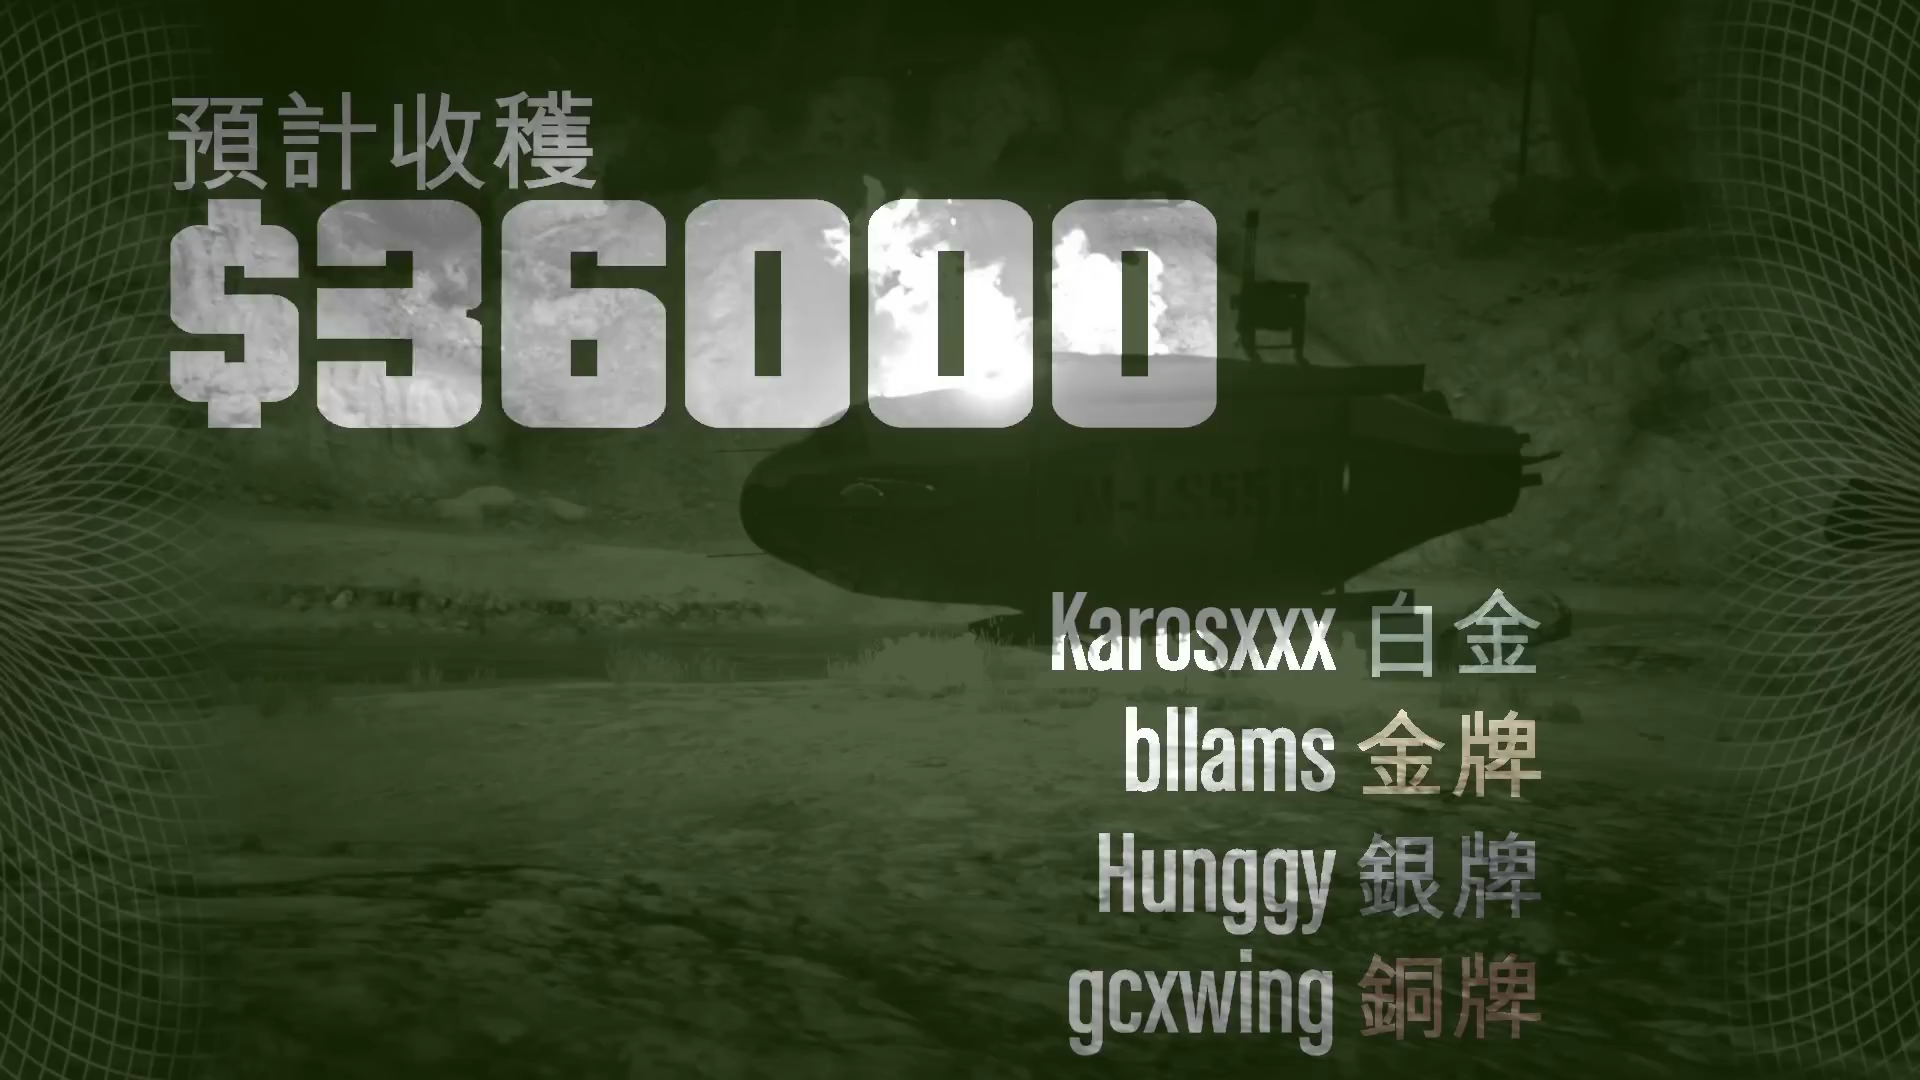 預計收穫
$36000
Karosxxx 白金
bllams 金牌
Hunggy 銀牌
gcxwing 銅牌